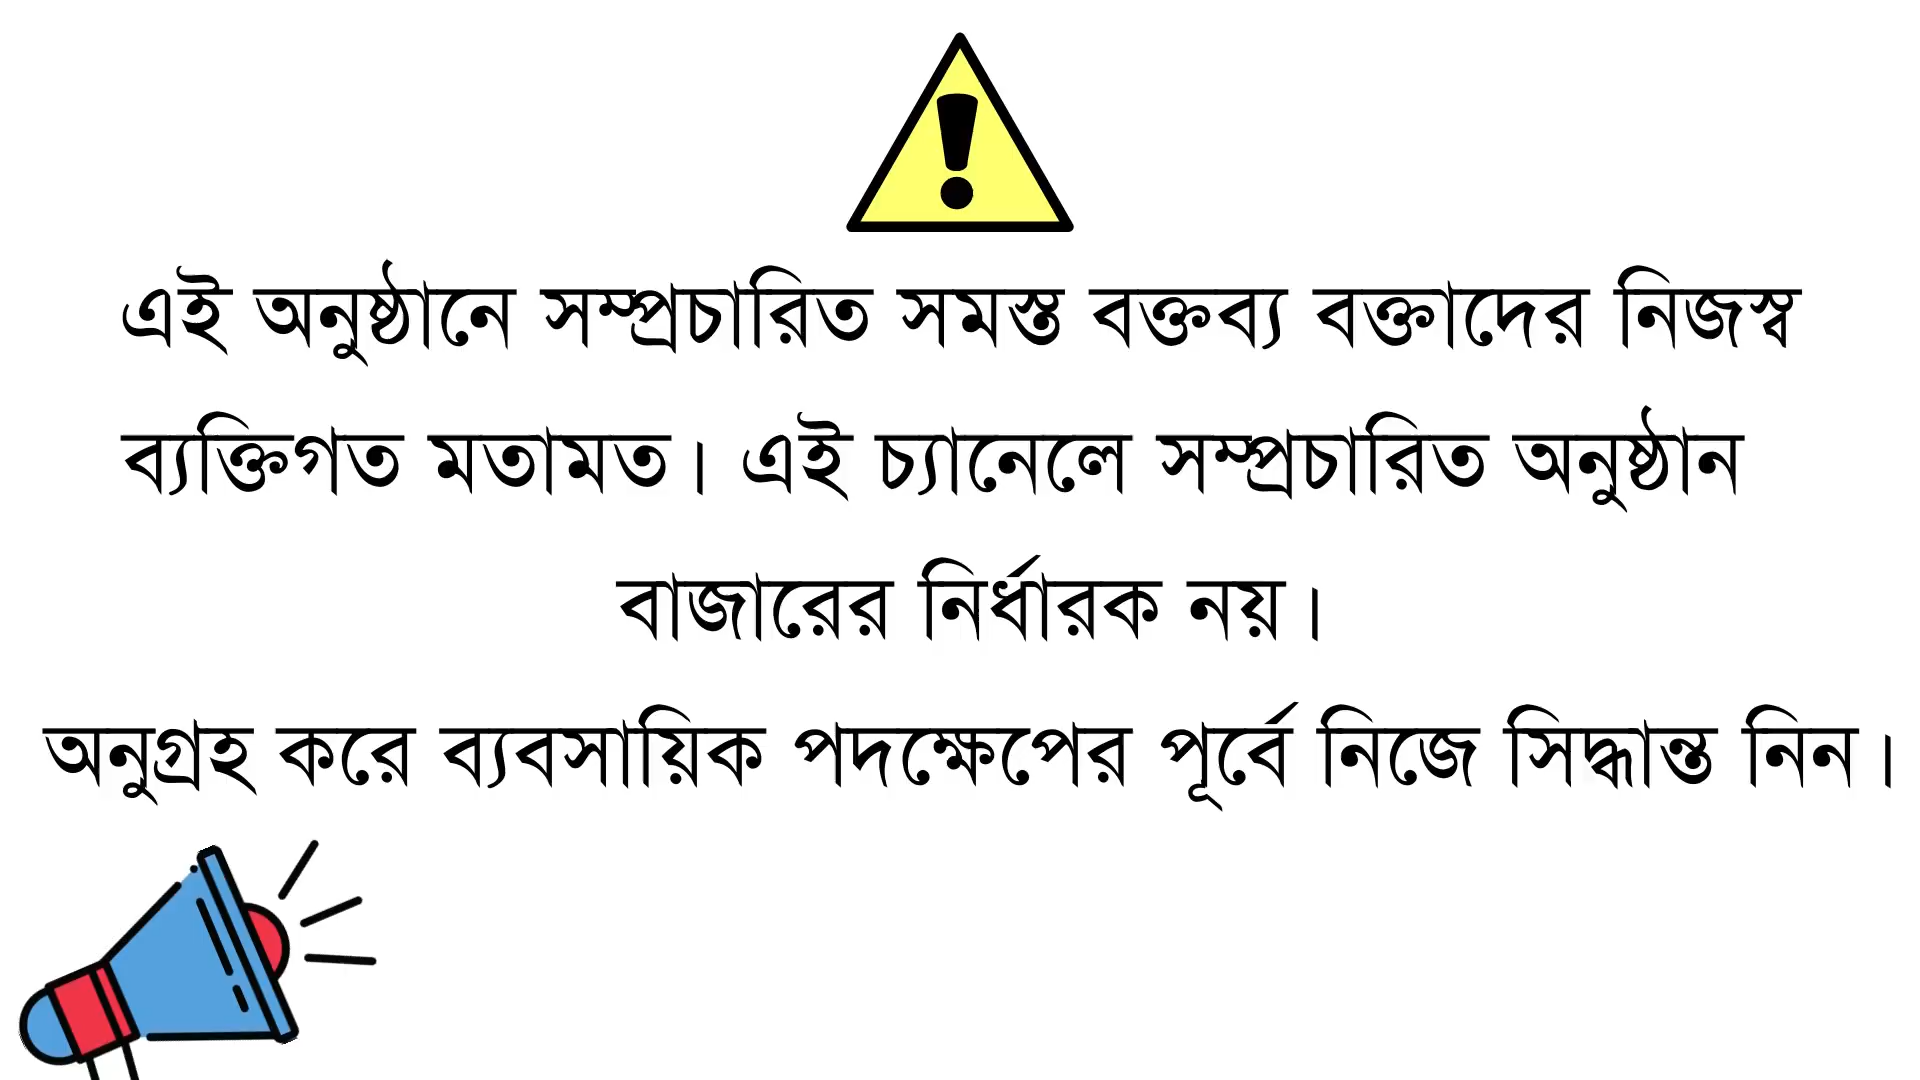 এই অনুষ্ঠানে সম্প্রচারিত সমস্ত বক্তব্য বক্তাদের নিজস্ব
ব্যক্তিগত মতামত। এই চ্যানেলে সম্প্রচারিত অনুষ্ঠান
বাজারের নির্ধারক নয়।
অনুগ্রহ করে ব্যবসায়িক পদক্ষেপের পূর্বে নিজে সিদ্ধান্ত নিন।